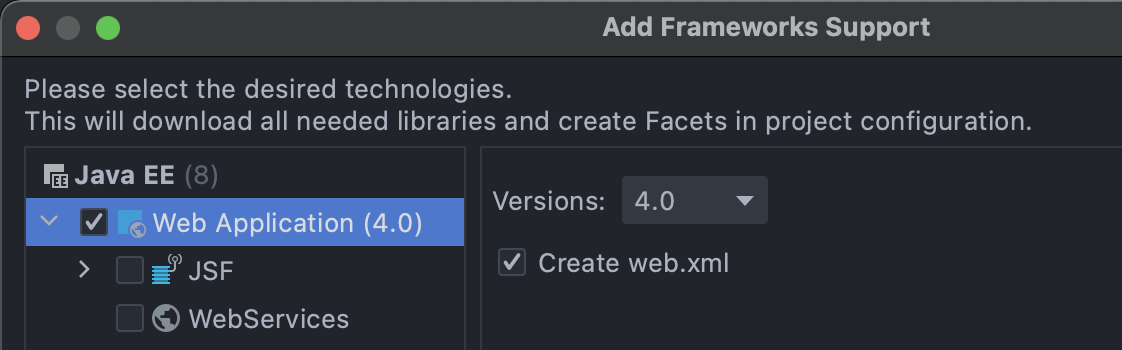 Add Frameworks Support
Please select the desired technologies.
This will download all needed libraries and create Facets in project configuration.
Java EE (8)
Web Application (4.0)
JSF
WebServices
Versions: 4.0
Create web.xml